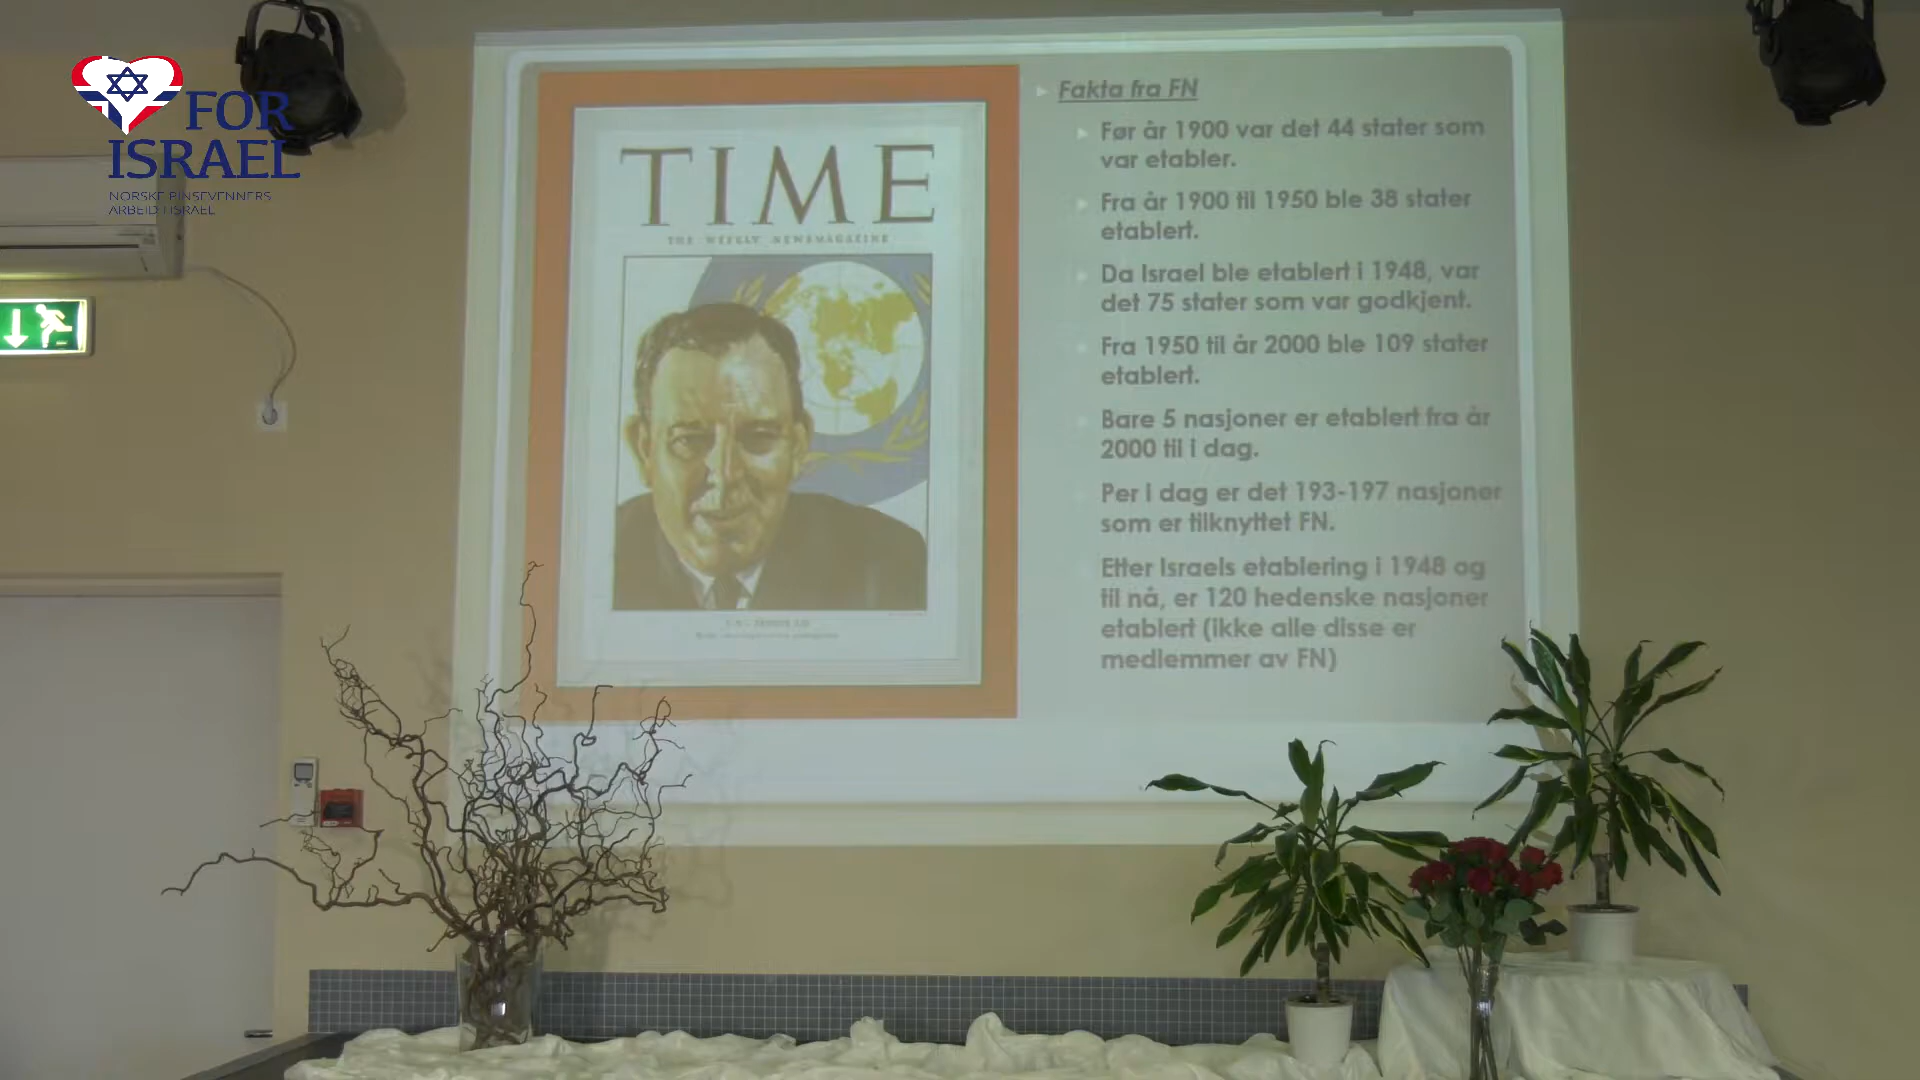 FOR
ISRAEL
NORSKE PINSEVENNERS
ARBEID I ISRAEL
TIME
THE WEEKLY NEWSMAGAZINE
Fakta fra FN
Før år 1900 var det 44 stater som
var etabler.
Fra år 1900 til 1950 ble 38 stater
etablert.
Da Israel ble etablert i 1948, var
det 75 stater som var godkjent.
Fra 1950 til år 2000 ble 109 stater
etablert.
Bare 5 nasjoner er etablert fra år
2000 til i dag.
Per i dag er det 193-197 nasjoner
som er tilknyttet FN.
Etter Israels etablering i 1948 og
til nå, er 120 hedenske nasjoner
etablert (ikke alle disse er
medlemmer av FN)